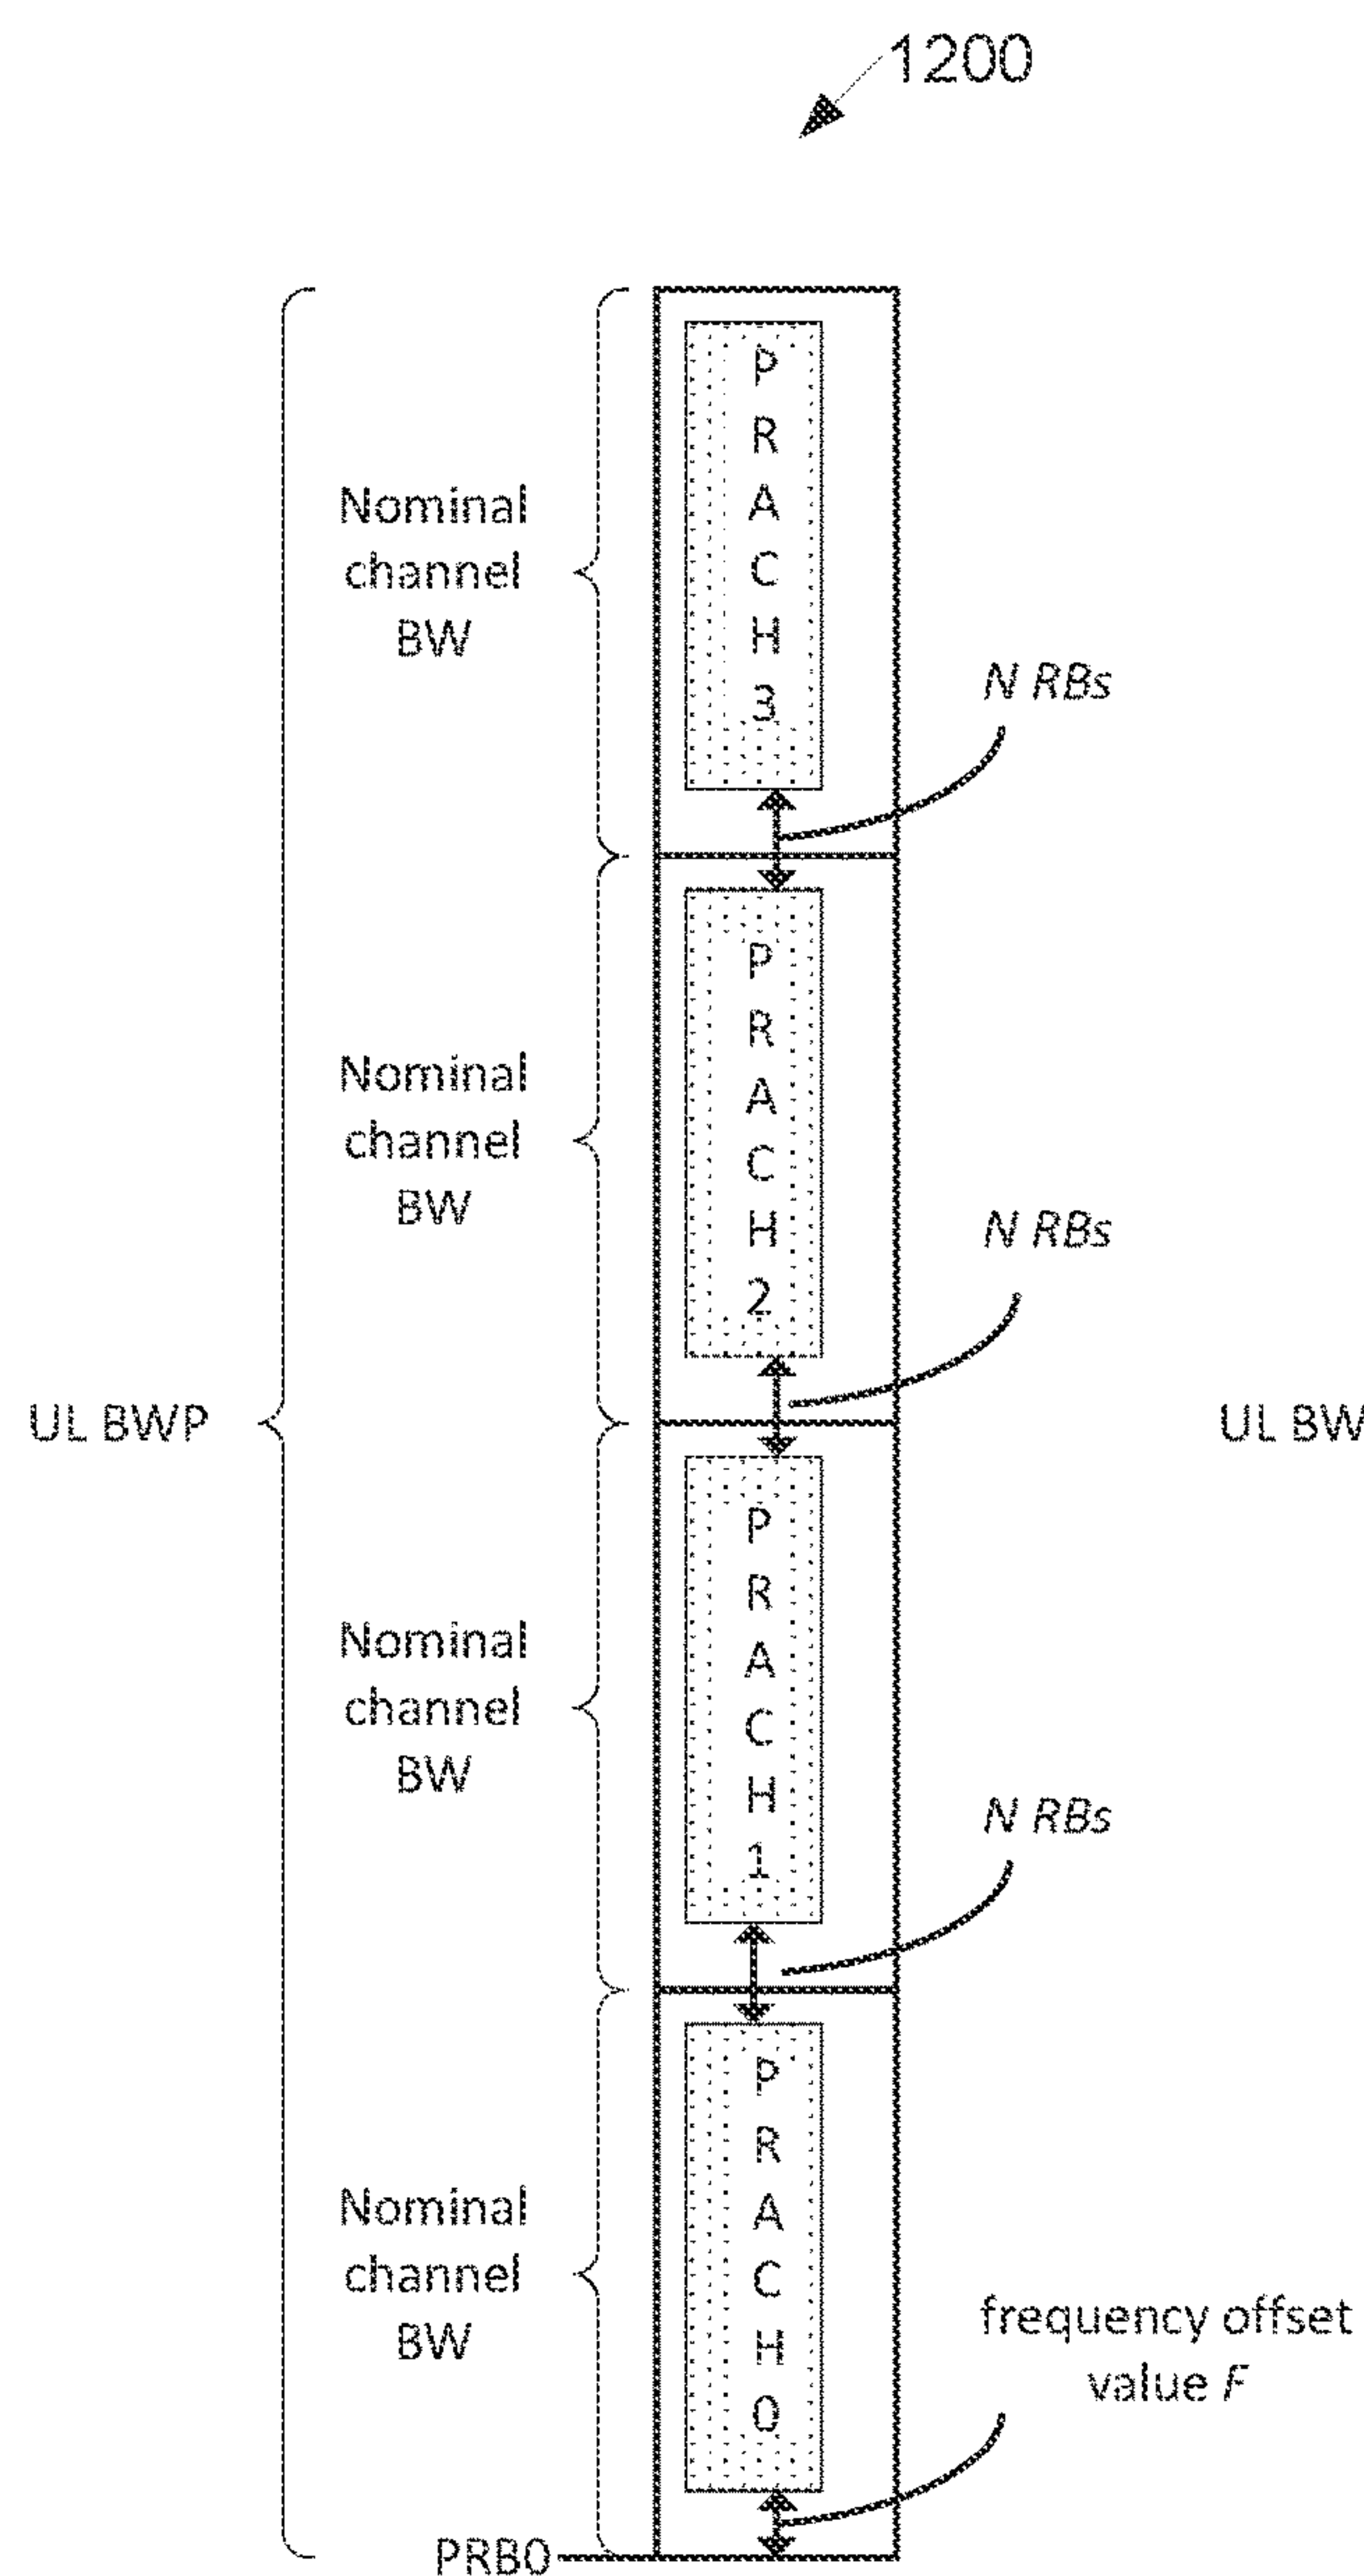 1200
P
R
A
C
H
3
Nominal
channel
BW
N RBs
P
R
A
C
H
2
Nominal
channel
BW
N RBs
UL BWP
UL BW
P
R
A
C
H
1
Nominal
channel
BW
N RBs
P
R
A
C
H
0
Nominal
channel
BW
frequency offset
value F
PRB0